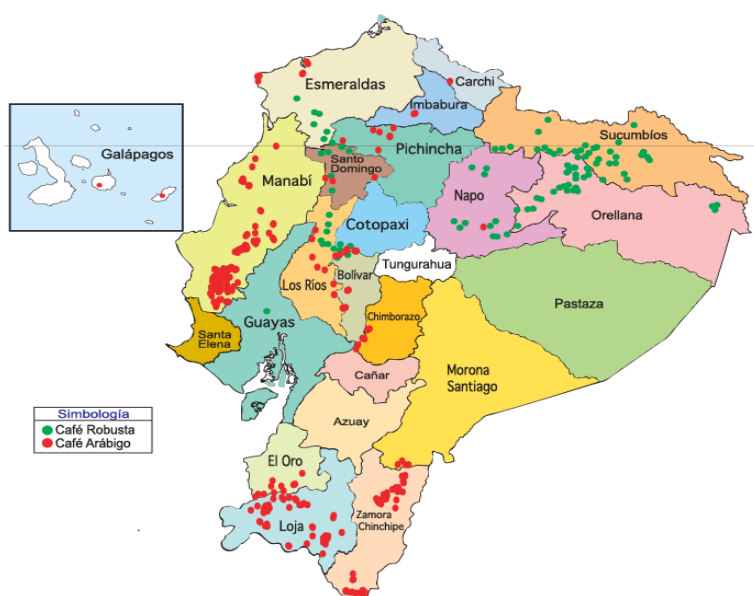 Esmeraldas
Carchi
Imbabura
Sucumbíos
Galápagos
Pichincha
Santo
Domingo
Manabí
Napo
Orellana
Cotopaxi
Tungurahua
Bolívar
Los Ríos
Pastaza
Chimborazo
Guayas
Santa
Elena
Morona
Santiago
Cañar
Simbología
Café Robusta
Café Arábigo
Azuay
El Oro
Zamora
Chinchipe
Loja